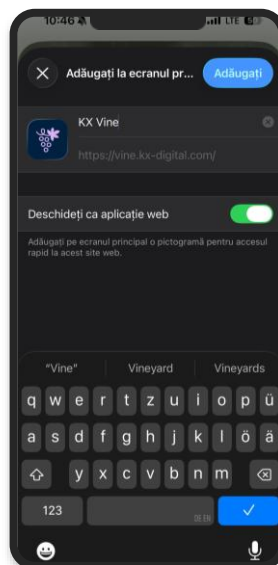 10:46
LTE
Adăugați la ecranul pr...
Adăugați
KX Vine
https://vine.kx-digital.com/
Deschideți ca aplicație web
Adăugați pe ecranul principal o pictogramă pentru accesul
rapid la acest site web.
"Vine" Vineyard Vineyards
q w e r t z u i o p ü
a s d f g h j k l ö ä
y x c v b n m
123
DE EN